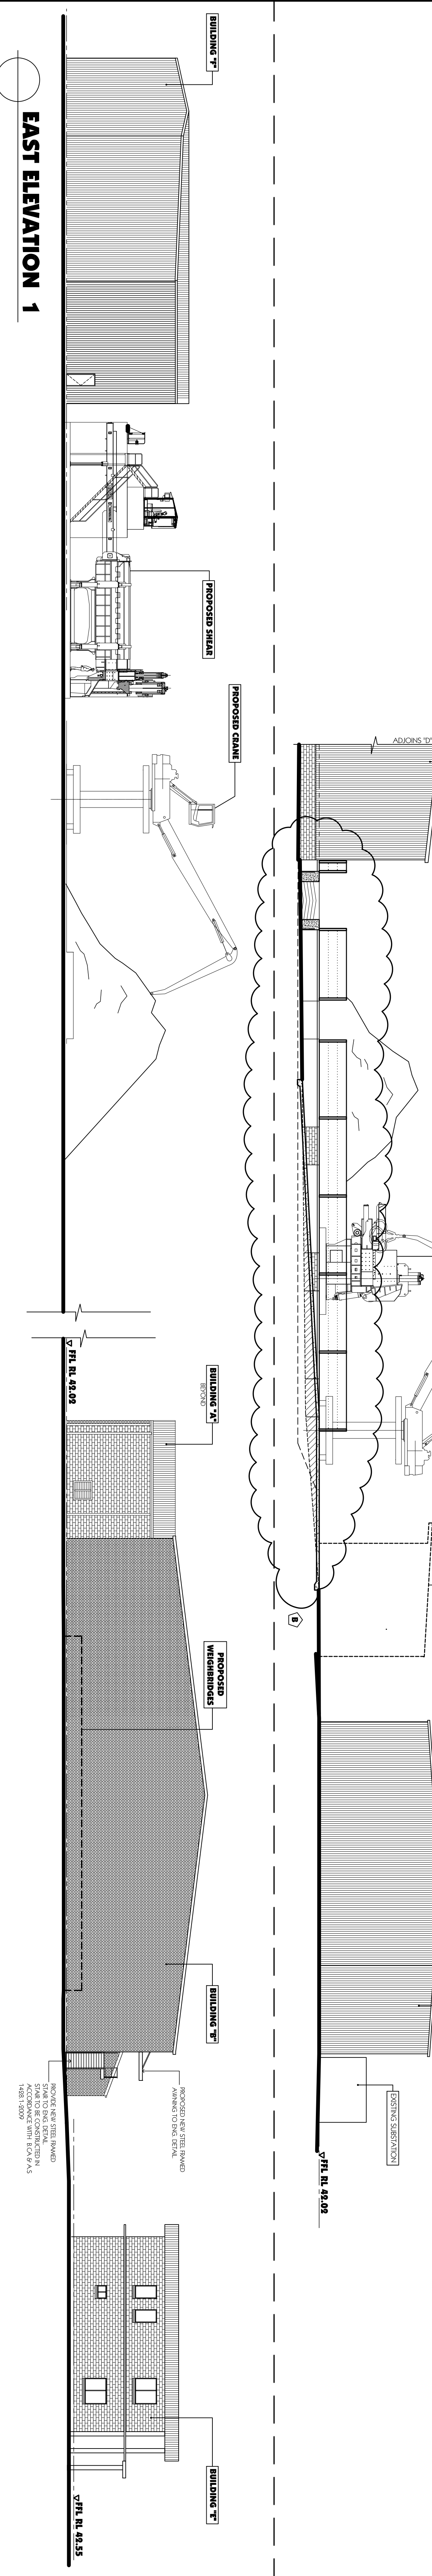 BUILDING "F"
PROPOSED SHEAR
PROPOSED CRANE
BUILDING "A"
BEYOND
PROPOSED
WEIGHBRIDGES
BUILDING "B"
PROPOSED NEW STEEL FRAMED
AWNING TO ENG. DETAIL
PROVIDE NEW STEEL FRAMED
STAIR TO ENG. DETAIL
STAIR TO BE CONSTRUCTED IN
ACCORDANCE WITH B.C.A & A.S
1428.1-2009
BUILDING "E"
FFL RL 42.02
FFL RL 42.55
EAST ELEVATION 1
ADJOINS "D"
B
EXISTING SUBSTATION
FFL RL 42.02